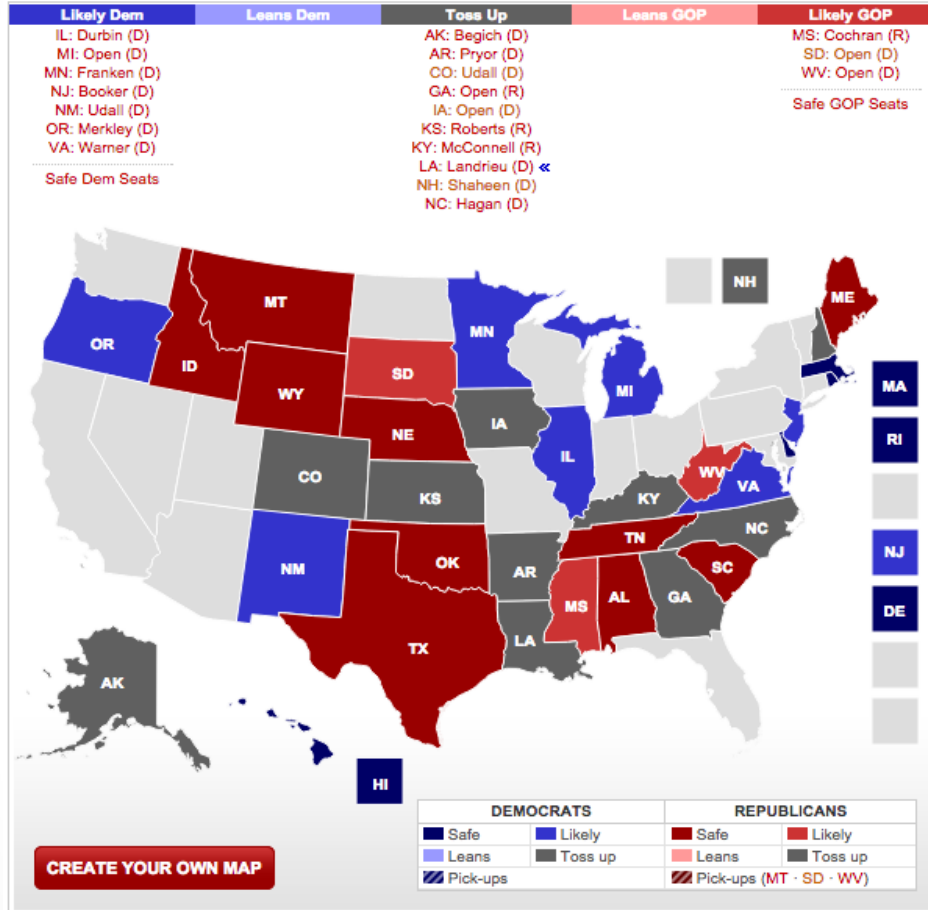 Likely Dem
Leans Dem
Toss Up
Leans GOP
Likely GOP
IL: Durbin (D)
MI: Open (D)
MN: Franken (D)
NJ: Booker (D)
NM: Udall (D)
OR: Merkley (D)
VA: Warner (D)
Safe Dem Seats
AK: Begich (D)
AR: Pryor (D)
CO: Udall (D)
GA: Open (R)
IA: Open (D)
KS: Roberts (R)
KY: McConnell (R)
LA: Landrieu (D) «
NH: Shaheen (D)
NC: Hagan (D)
MS: Cochran (R)
SD: Open (D)
WV: Open (D)
Safe GOP Seats
MT
NH
ME
OR
MN
ID
SD
WY
MI
MA
IA
NE
RI
IL
WV
CO
VA
KS
KY
NC
TN
NJ
OK
NM
AR
SC
MS
AL
GA
DE
LA
TX
AK
HI
DEMOCRATS
REPUBLICANS
Safe
Likely
Safe
Likely
Leans
Toss up
Leans
Toss up
Pick-ups
Pick-ups (MT · SD · WV)
CREATE YOUR OWN MAP